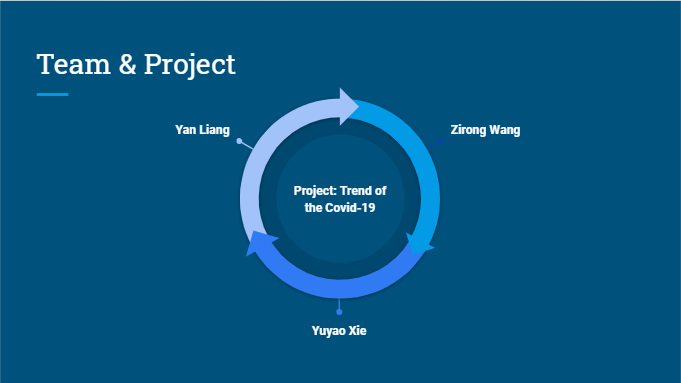 Team & Project
Yan Liang
Zirong Wang
Project: Trend of
the Covid-19
Yuyao Xie